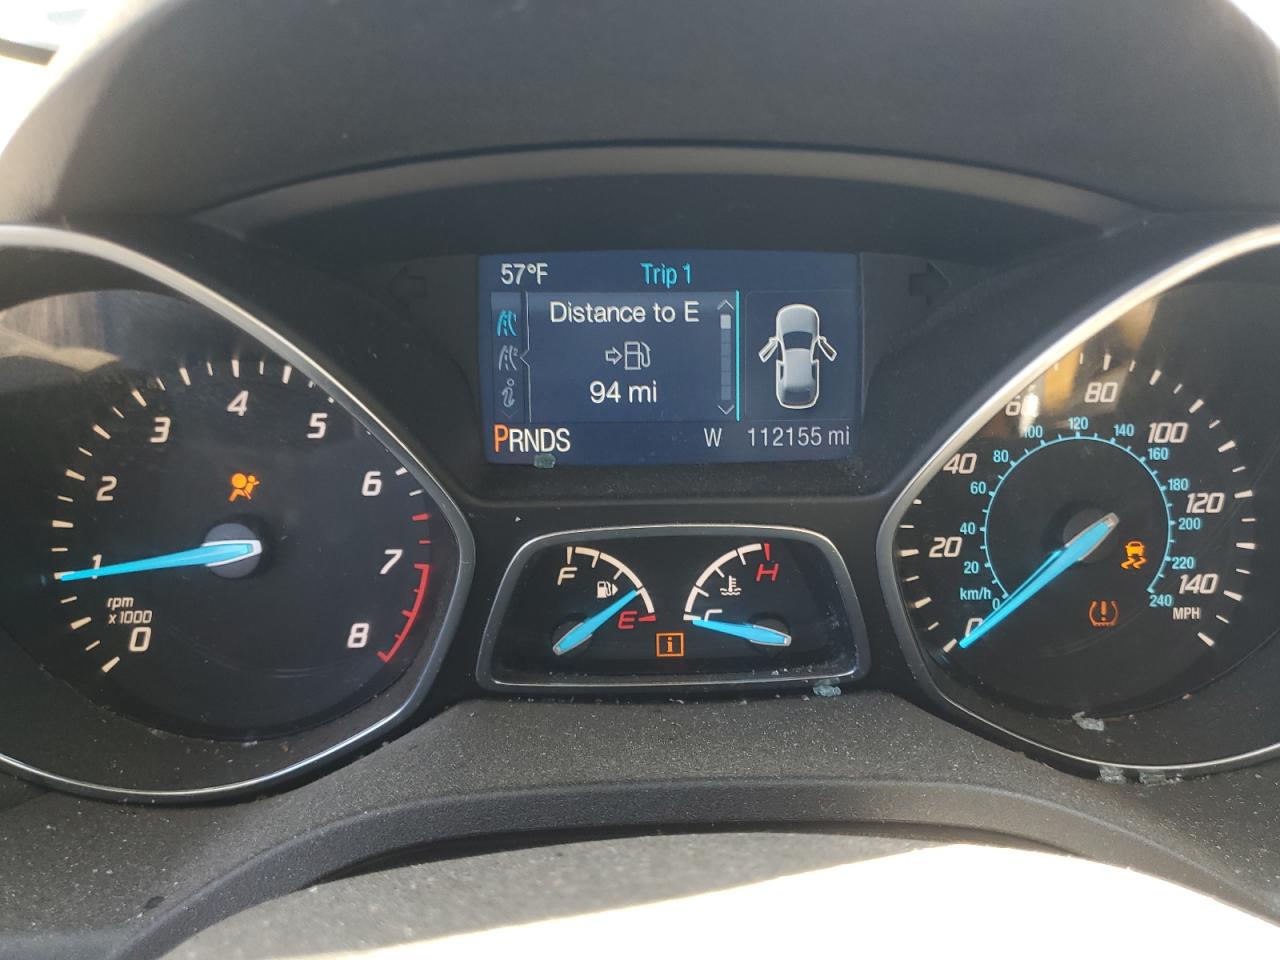 57°F Trip 1
Distance to E
94 mi
PRNDS W 112155 mi
0 1 2 3 4 5 6 7 8
rpm
x1000
F E
i
C H
0 20 40 60 80 100 120 140
MPH
km/h
0 20 40 60 80 100 120 140 160 180 200 220 240